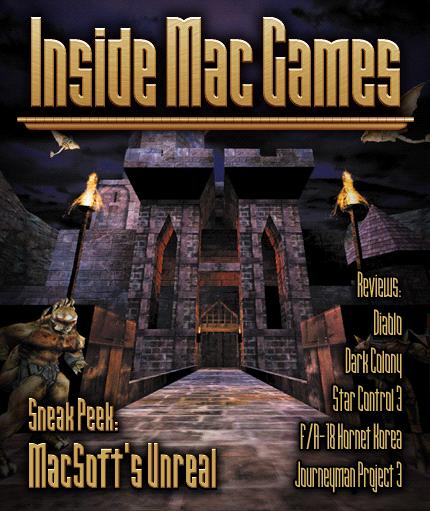 Inside Mac Games
Reviews:
Diablo
Dark Colony
Star Control 3
F/A-18 Hornet Korea
Journeyman Project 3
Sneak Peek:
MacSoft's Unreal